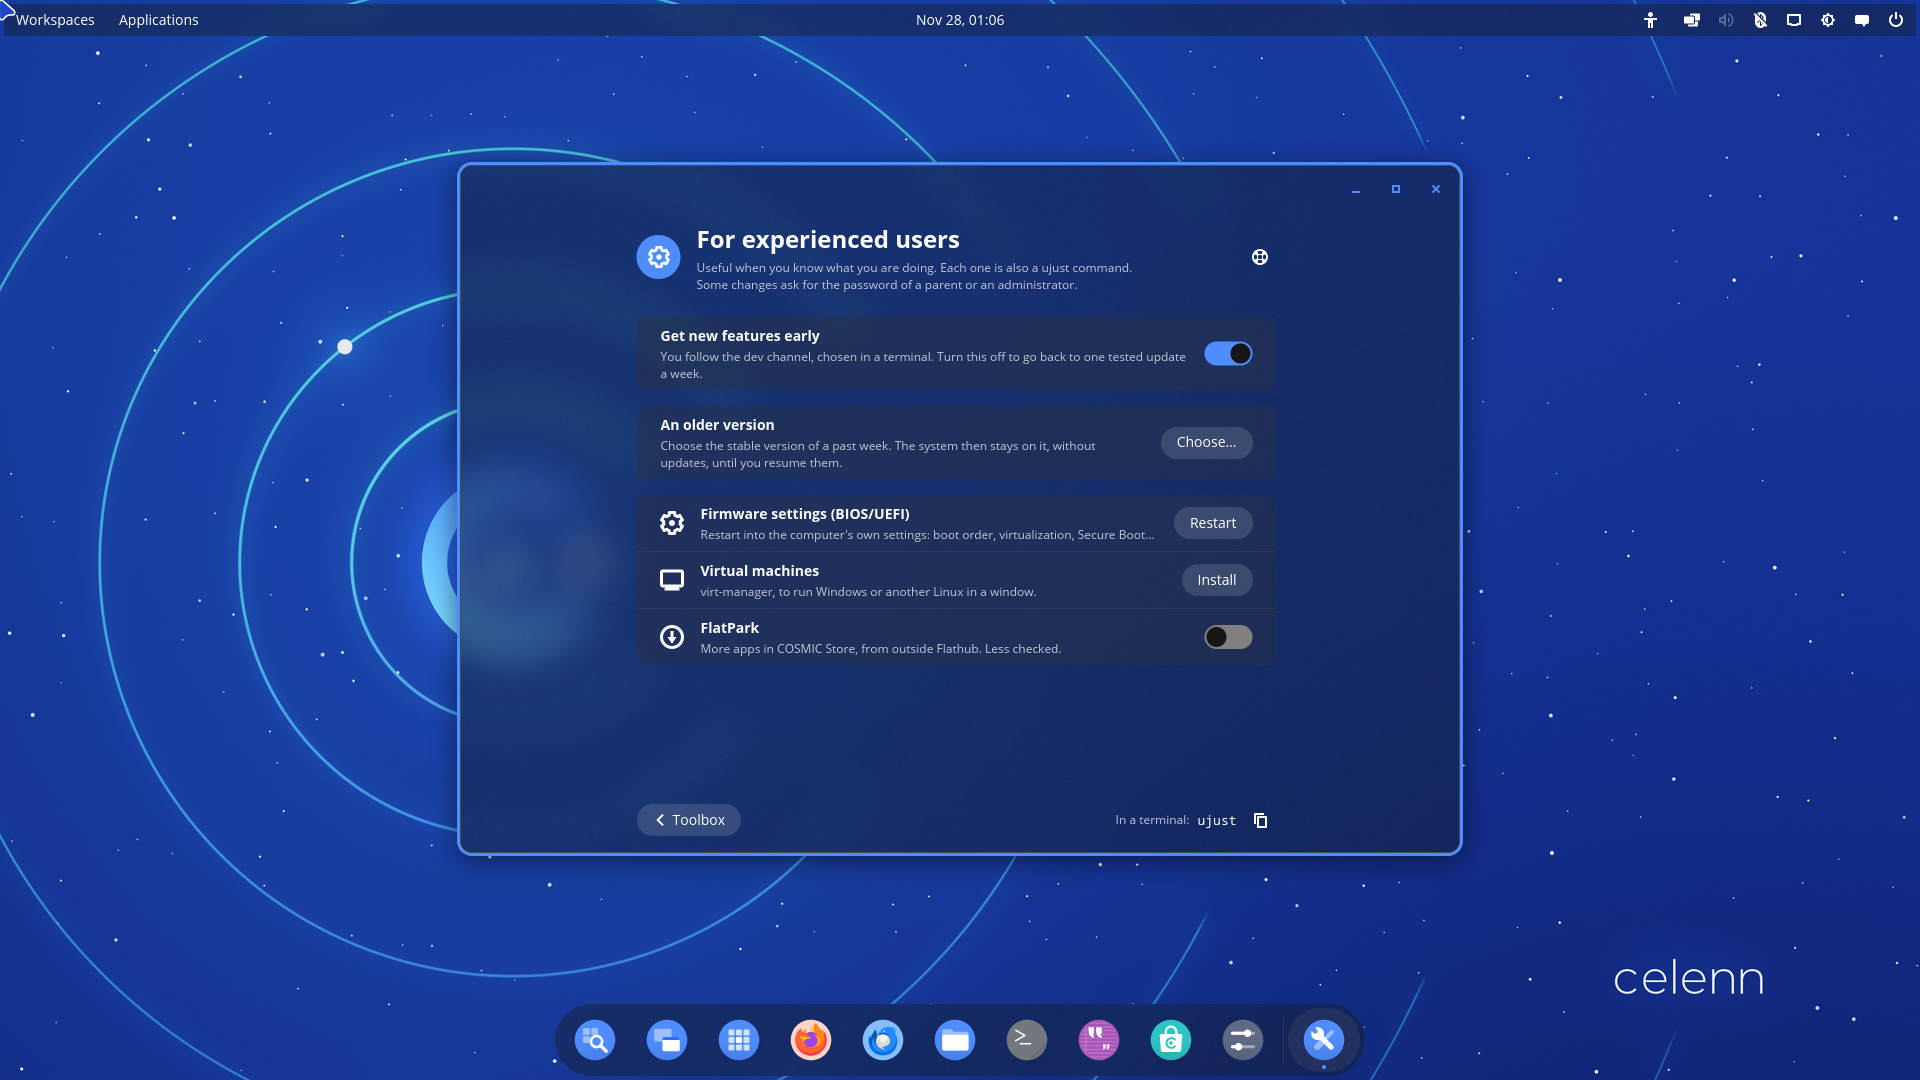 Workspaces Applications Nov 28, 01:06
For experienced users
Useful when you know what you are doing. Each one is also a ujust command.
Some changes ask for the password of a parent or an administrator.
Get new features early
You follow the dev channel, chosen in a terminal. Turn this off to go back to one tested update
a week.
An older version
Choose the stable version of a past week. The system then stays on it, without
updates, until you resume them.
Choose...
Firmware settings (BIOS/UEFI)
Restart into the computer's own settings: boot order, virtualization, Secure Boot...
Restart
Virtual machines
virt-manager, to run Windows or another Linux in a window.
Install
FlatPark
More apps in COSMIC Store, from outside Flathub. Less checked.
Toolbox
In a terminal: ujust
celenn